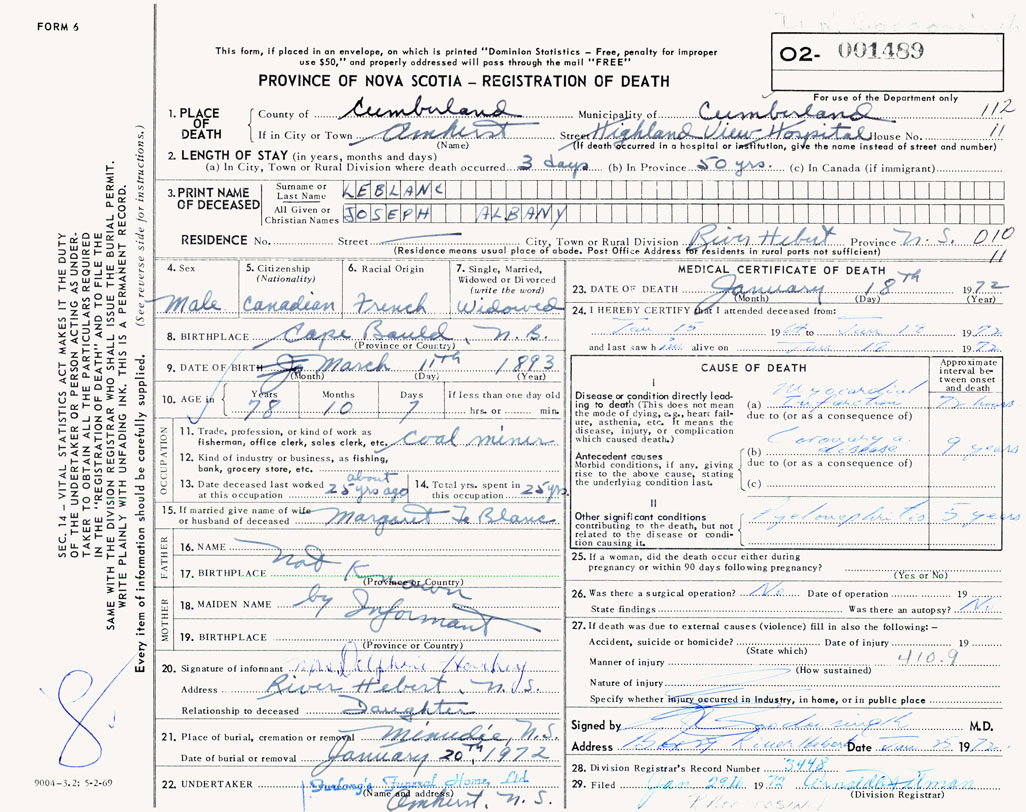 FORM 6
This form, if placed in an envelope, on which is printed "Dominion Statistics – Free, penalty for improper
use $50," and properly addressed will pass through the mail "FREE"
PROVINCE OF NOVA SCOTIA – REGISTRATION OF DEATH
02- 001489
For use of the Department only
SEC. 14 – VITAL STATISTICS ACT MAKES IT THE DUTY
OF THE UNDERTAKER OR PERSON ACTING AS UNDER-
TAKER TO OBTAIN ALL THE PARTICULARS REQUIRED
IN THE "REGISTRATION OF DEATH" AND TO FILE THE
SAME WITH THE DIVISION REGISTRAR WHO SHALL ISSUE THE BURIAL PERMIT.
WRITE PLAINLY WITH UNFADING INK. THIS IS A PERMANENT RECORD.
Every item of information should be carefully supplied. (See reverse side for instructions.)
1. PLACE OF DEATH County of Cumberland Municipality of Cumberland 112
If in City or Town Amherst Street Highland View Hospital House No. 11
(Name) (If death occurred in a hospital or institution, give the name instead of street and number)
2. LENGTH OF STAY (in years, months and days)
(a) In City, Town or Rural Division where death occurred 3 days (b) In Province 50 yrs. (c) In Canada (if immigrant)
3. PRINT NAME OF DECEASED
Surname or Last Name LEBLANC
All Given or Christian Names JOSEPH ALBANY
RESIDENCE No. Street City, Town or Rural Division River Hebert Province N.S. 010
(Residence means usual place of abode. Post Office Address for residents in rural parts not sufficient) 11
4. Sex 5. Citizenship (Nationality) 6. Racial Origin 7. Single, Married, Widowed or Divorced (write the word)
Male Canadian French Widowed
8. BIRTHPLACE Cape Bauld, N.B.
(Province or Country)
9. DATE OF BIRTH March 11TH 1893
(Month) (Day) (Year)
10. AGE in Years Months Days If less than one day old
78 10 7 hrs. or min.
OCCUPATION
11. Trade, profession, or kind of work as
fisherman, office clerk, sales clerk, etc. Coal miner
12. Kind of industry or business, as fishing,
bank, grocery store, etc.
13. Date deceased last worked at this occupation about 25 yrs ago 14. Total yrs. spent in this occupation 25 yrs
15. If married give name of wife
or husband of deceased Margaret Le Blanc
FATHER
16. NAME Not
17. BIRTHPLACE Known
(Province or Country)
MOTHER
18. MAIDEN NAME by Informant
19. BIRTHPLACE
(Province or Country)
20. Signature of informant Mrs Delphine
Address River Hebert, N.S.
Relationship to deceased Daughter
21. Place of burial, cremation or removal Minudie, N.S.
Date of burial or removal January 20TH, 1972
22. UNDERTAKER Furlong's Funeral Home, Ltd
(Name and address) Amherst, N.S.
9004-3.2: 5-2-69
MEDICAL CERTIFICATE OF DEATH
23. DATE OF DEATH January 18TH 1972
(Month) (Day) (Year)
24. I HEREBY CERTIFY that I attended deceased from:
Jan 15 19 to Jan 18 1972
and last saw him alive on Jan 18 1972
CAUSE OF DEATH
Approximate interval between onset and death
I
Disease or condition directly lead-
ing to death (This does not mean
the mode of dying, e.g., heart fail-
ure, asthenia, etc. It means the
disease, injury, or complication
which caused death.)
(a) Myocardial Infarction hours
due to (or as a consequence of)
Antecedent causes
Morbid conditions, if any, giving
rise to the above cause, stating
the underlying condition last.
(b) Coronary a. disease 9 years
due to (or as a consequence of)
(c)
II
Other significant conditions
contributing to the death, but not
related to the disease or condi-
tion causing it.
Pyelonephritis 5 years
25. If a woman, did the death occur either during
pregnancy or within 90 days following pregnancy?
(Yes or No)
26. Was there a surgical operation? No Date of operation 19
State findings Was there an autopsy? No
27. If death was due to external causes (violence) fill in also the following: –
Accident, suicide or homicide? Date of injury 19
(State which) 410.9
Manner of injury
(How sustained)
Nature of injury
Specify whether injury occurred in industry, in home, or in public place
Signed by M.D.
Address River Hebert Date Jan 25 1972
28. Division Registrar's Record Number 3448
29. Filed Jan 29th 1972
(Division Registrar)